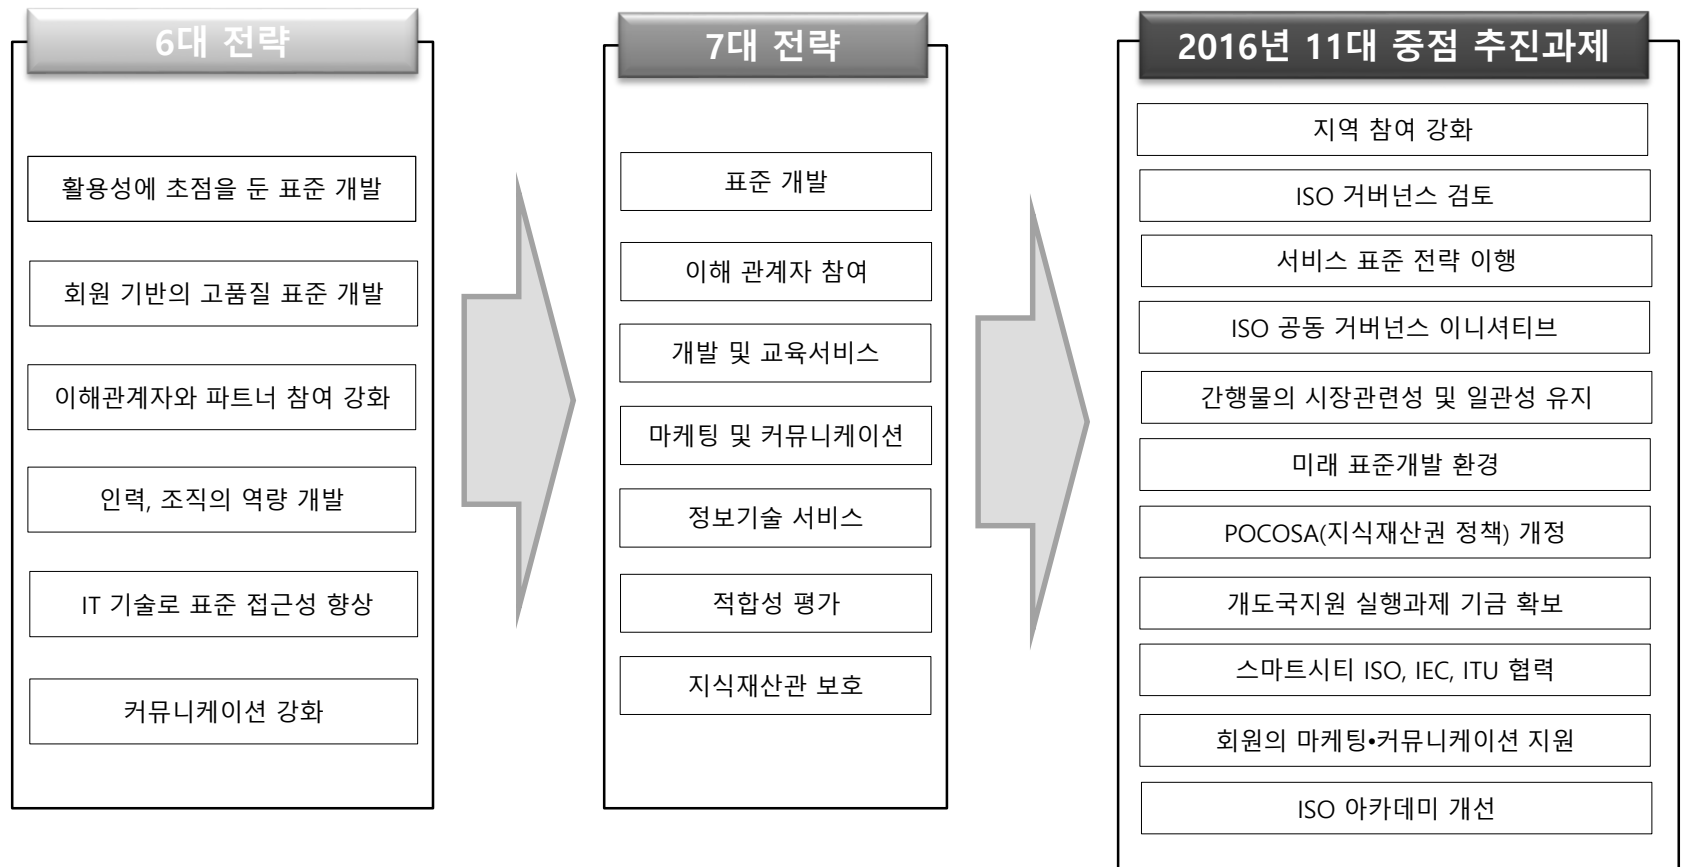 6대 전략
활용성에 초점을 둔 표준 개발
회원 기반의 고품질 표준 개발
이해관계자와 파트너 참여 강화
인력, 조직의 역량 개발
IT 기술로 표준 접근성 향상
커뮤니케이션 강화
7대 전략
표준 개발
이해 관계자 참여
개발 및 교육서비스
마케팅 및 커뮤니케이션
정보기술 서비스
적합성 평가
지식재산관 보호
2016년 11대 중점 추진과제
지역 참여 강화
ISO 거버넌스 검토
서비스 표준 전략 이행
ISO 공동 거버넌스 이니셔티브
간행물의 시장관련성 및 일관성 유지
미래 표준개발 환경
POCOSA(지식재산권 정책) 개정
개도국지원 실행과제 기금 확보
스마트시티 ISO, IEC, ITU 협력
회원의 마케팅•커뮤니케이션 지원
ISO 아카데미 개선